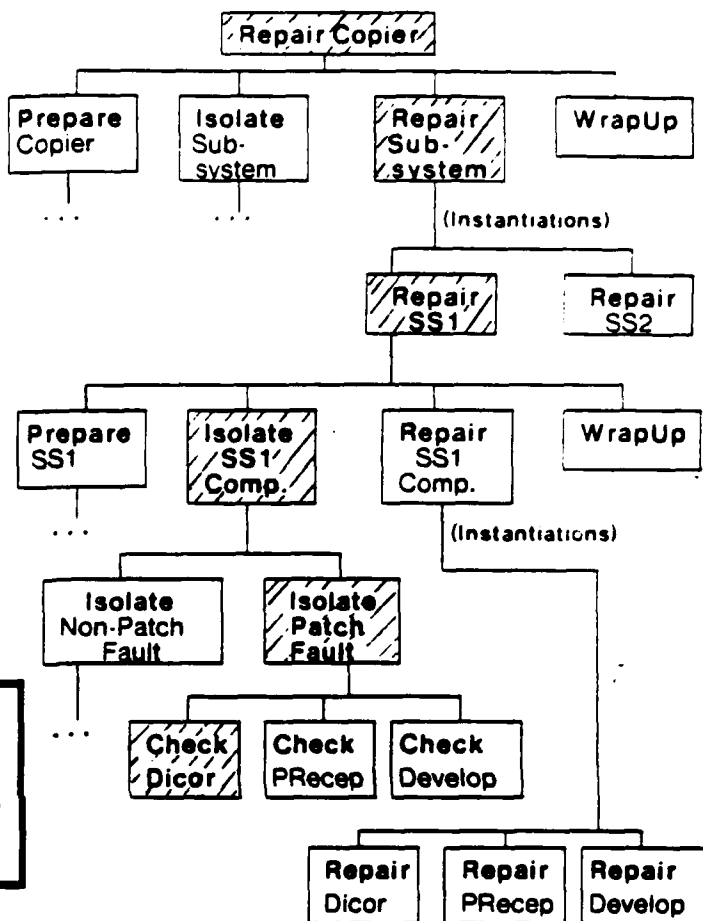 Repair Copier
Prepare
Copier
Isolate
Sub-
system
Repair
Sub-
system
WrapUp
. . .
. . .
(Instantiations)
Repair
SS1
Repair
SS2
Prepare
SS1
Isolate
SS1
Comp.
Repair
SS1
Comp.
WrapUp
. . .
(Instantiations)
Isolate
Non-Patch
Fault
Isolate
Patch
Fault
. . .
Check
Dicor
Check
PRecep
Check
Develop
Repair
Dicor
Repair
PRecep
Repair
Develop